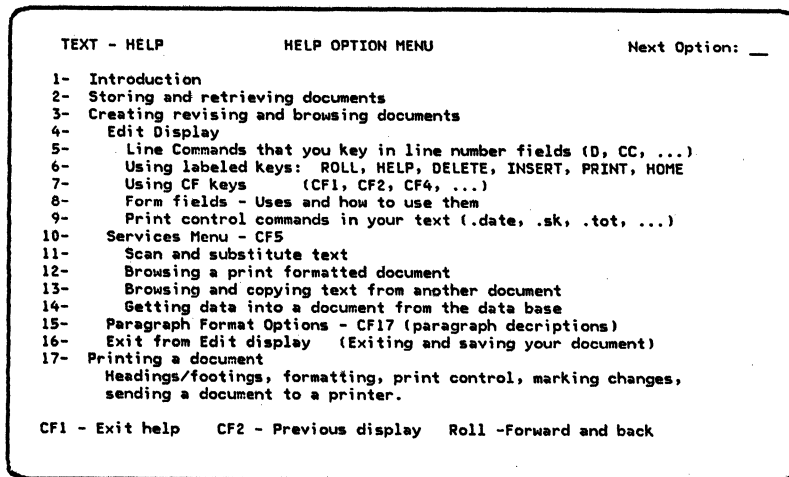 TEXT - HELP HELP OPTION MENU Next Option: __
1- Introduction
2- Storing and retrieving documents
3- Creating revising and browsing documents
4- Edit Display
5- Line Commands that you key in line number fields (D, CC, ...)
6- Using labeled keys: ROLL, HELP, DELETE, INSERT, PRINT, HOME
7- Using CF keys (CF1, CF2, CF4, ...)
8- Form fields - Uses and how to use them
9- Print control commands in your text (.date, .sk, .tot, ...)
10- Services Menu - CF5
11- Scan and substitute text
12- Browsing a print formatted document
13- Browsing and copying text from another document
14- Getting data into a document from the data base
15- Paragraph Format Options - CF17 (paragraph decriptions)
16- Exit from Edit display (Exiting and saving your document)
17- Printing a document
Headings/footings, formatting, print control, marking changes,
sending a document to a printer.
CF1 - Exit help CF2 - Previous display Roll -Forward and back